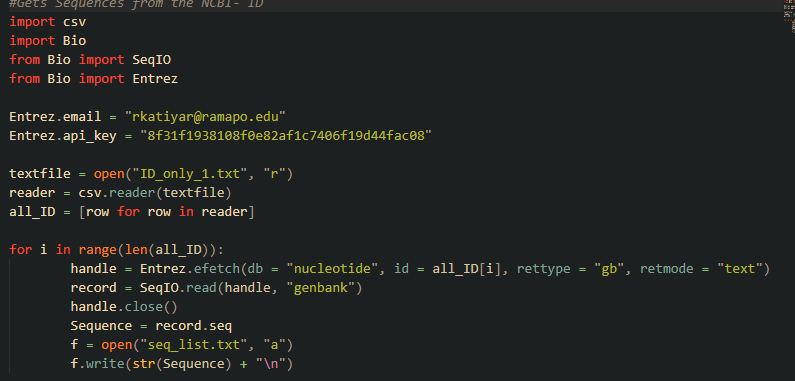 #Gets Sequences from the NCBI- ID
import csv
import Bio
from Bio import SeqIO
from Bio import Entrez
Entrez.email = "rkatiyar@ramapo.edu"
Entrez.api_key = "8f31f1938108f0e82af1c7406f19d44fac08"
textfile = open("ID_only_1.txt", "r")
reader = csv.reader(textfile)
all_ID = [row for row in reader]
for i in range(len(all_ID)):
handle = Entrez.efetch(db = "nucleotide", id = all_ID[i], rettype = "gb", retmode = "text")
record = SeqIO.read(handle, "genbank")
handle.close()
Sequence = record.seq
f = open("seq_list.txt", "a")
f.write(str(Sequence) + "\n")